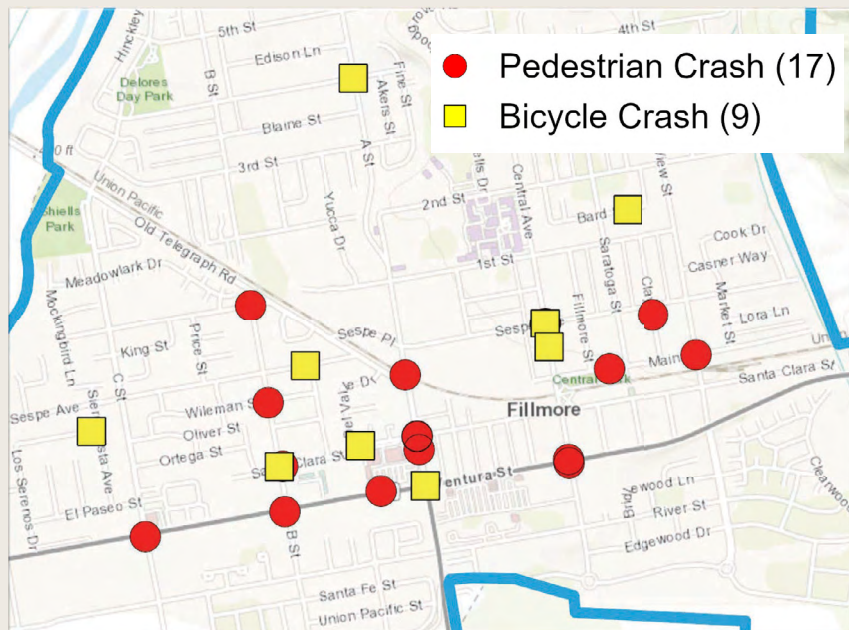 Pedestrian Crash (17)
Bicycle Crash (9)
5th St
4th St
Hinckley
Edison Ln
Fine St
Akers St
Delores
Day Park
B St
Blaine St
A St
3rd St
Union Pacific
Old Telegraph Rd
Yucca Dr
2nd St
Central Ave
Bard
Shiells
Park
1st St
Saratoga St
Cook Dr
Casner Way
Meadowlark Dr
Mockingbird Ln
Price St
Sespe Pl
Fillmore St
Market St
Lora Ln
King St
Main
Santa Clara St
C St
Sespe Ave
Wileman St
Oliver St
Fillmore
Ortega St
Clara St
Los Serenos Dr
El Paseo St
Ventura St
River St
Edgewood Dr
B St
Santa Fe St
Union Pacific St